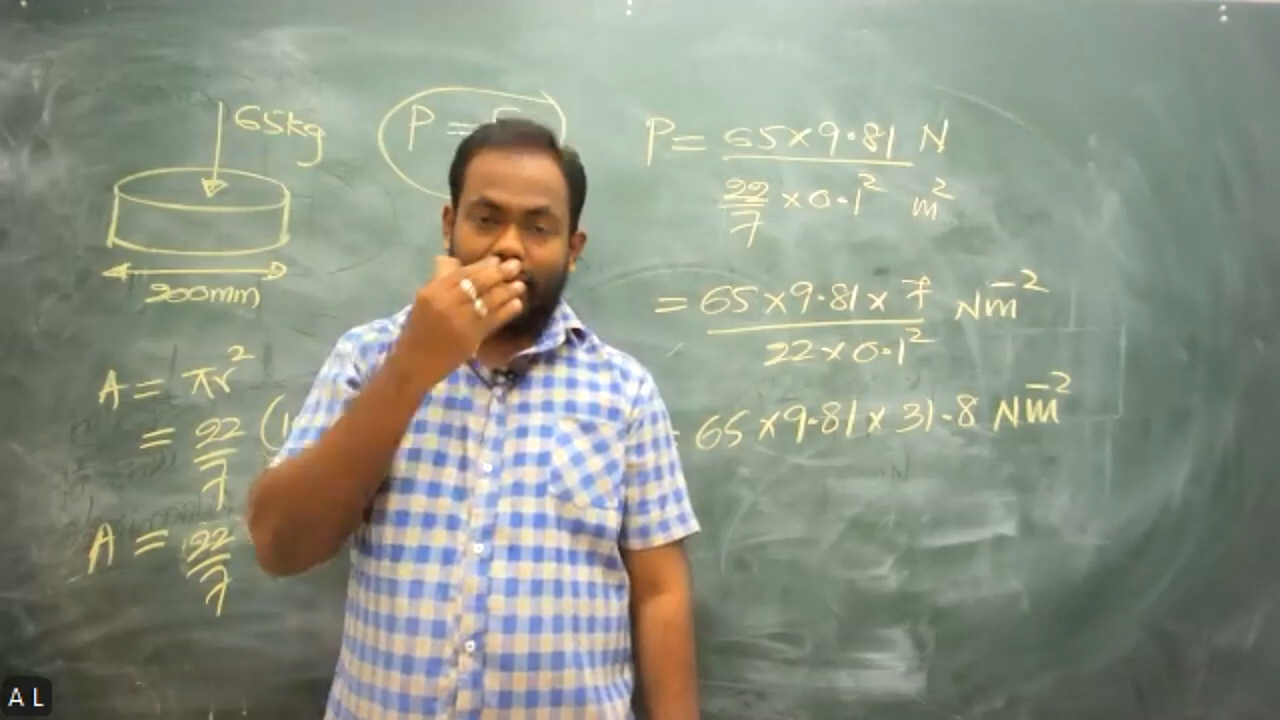 65kg
200mm
A = πr²
= 22/7 (1
A = 22/7
P =
P = 65 × 9.81 N
22/7 × 0.1² m²
= 65 × 9.81 × 7 Nm⁻²
22 × 0.1²
= 65 × 9.81 × 31.8 Nm⁻²
A L